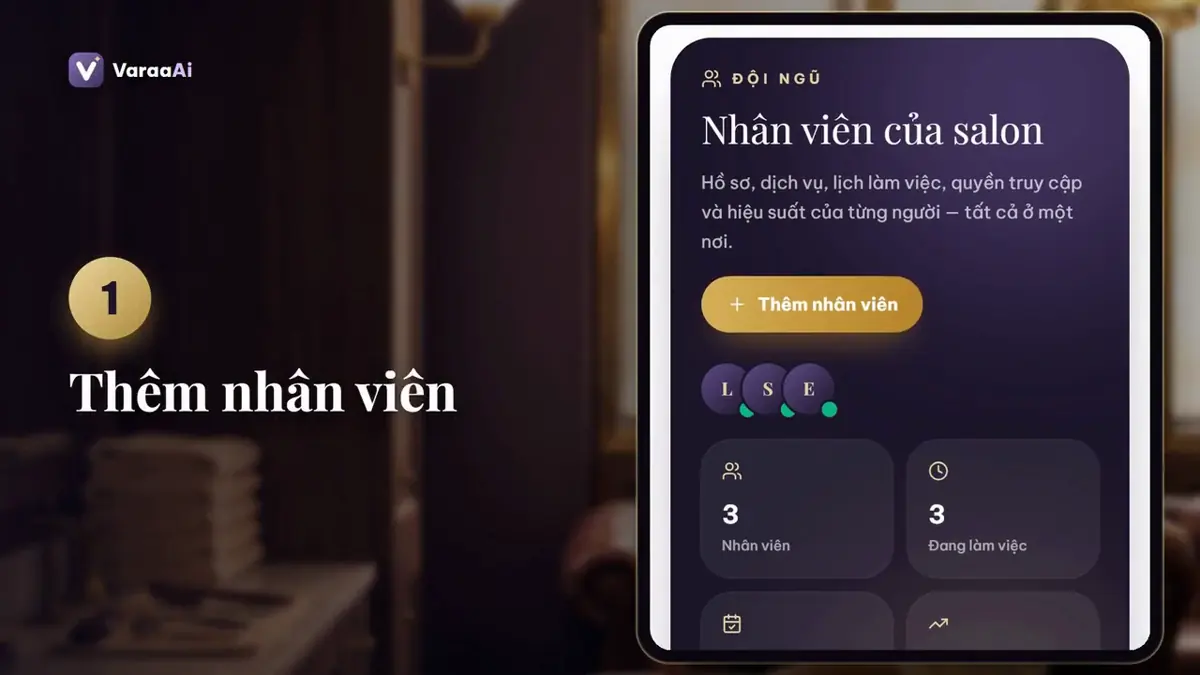 VaraaAi
1
Thêm nhân viên
ĐỘI NGŨ
Nhân viên của salon
Hồ sơ, dịch vụ, lịch làm việc, quyền truy cập
và hiệu suất của từng người — tất cả ở một
nơi.
+ Thêm nhân viên
L S E
3
Nhân viên
3
Đang làm việc